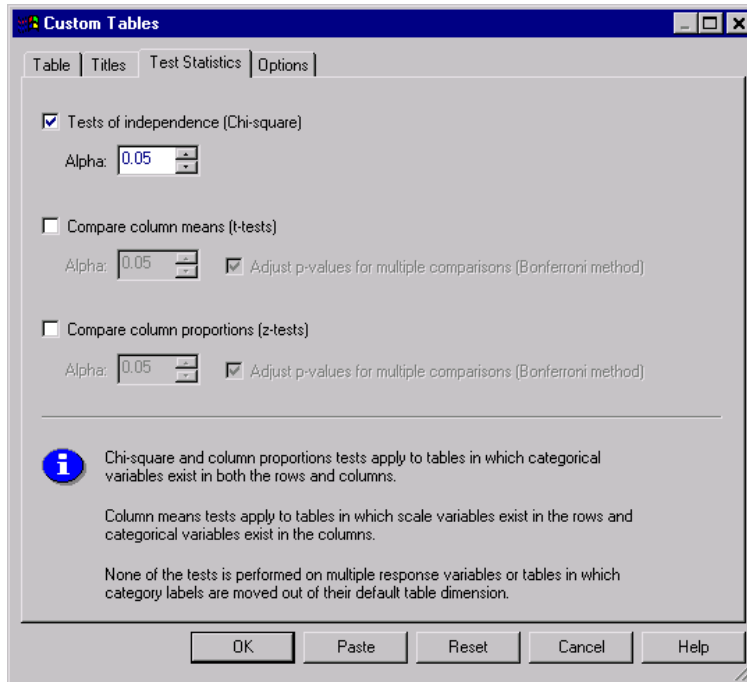 Custom Tables
Table Titles Test Statistics Options
Tests of independence (Chi-square)
Alpha: 0.05
Compare column means (t-tests)
Alpha: 0.05 Adjust p-values for multiple comparisons (Bonferroni method)
Compare column proportions (z-tests)
Alpha: 0.05 Adjust p-values for multiple comparisons (Bonferroni method)
Chi-square and column proportions tests apply to tables in which categorical
variables exist in both the rows and columns.
Column means tests apply to tables in which scale variables exist in the rows and
categorical variables exist in the columns.
None of the tests is performed on multiple response variables or tables in which
category labels are moved out of their default table dimension.
OK Paste Reset Cancel Help